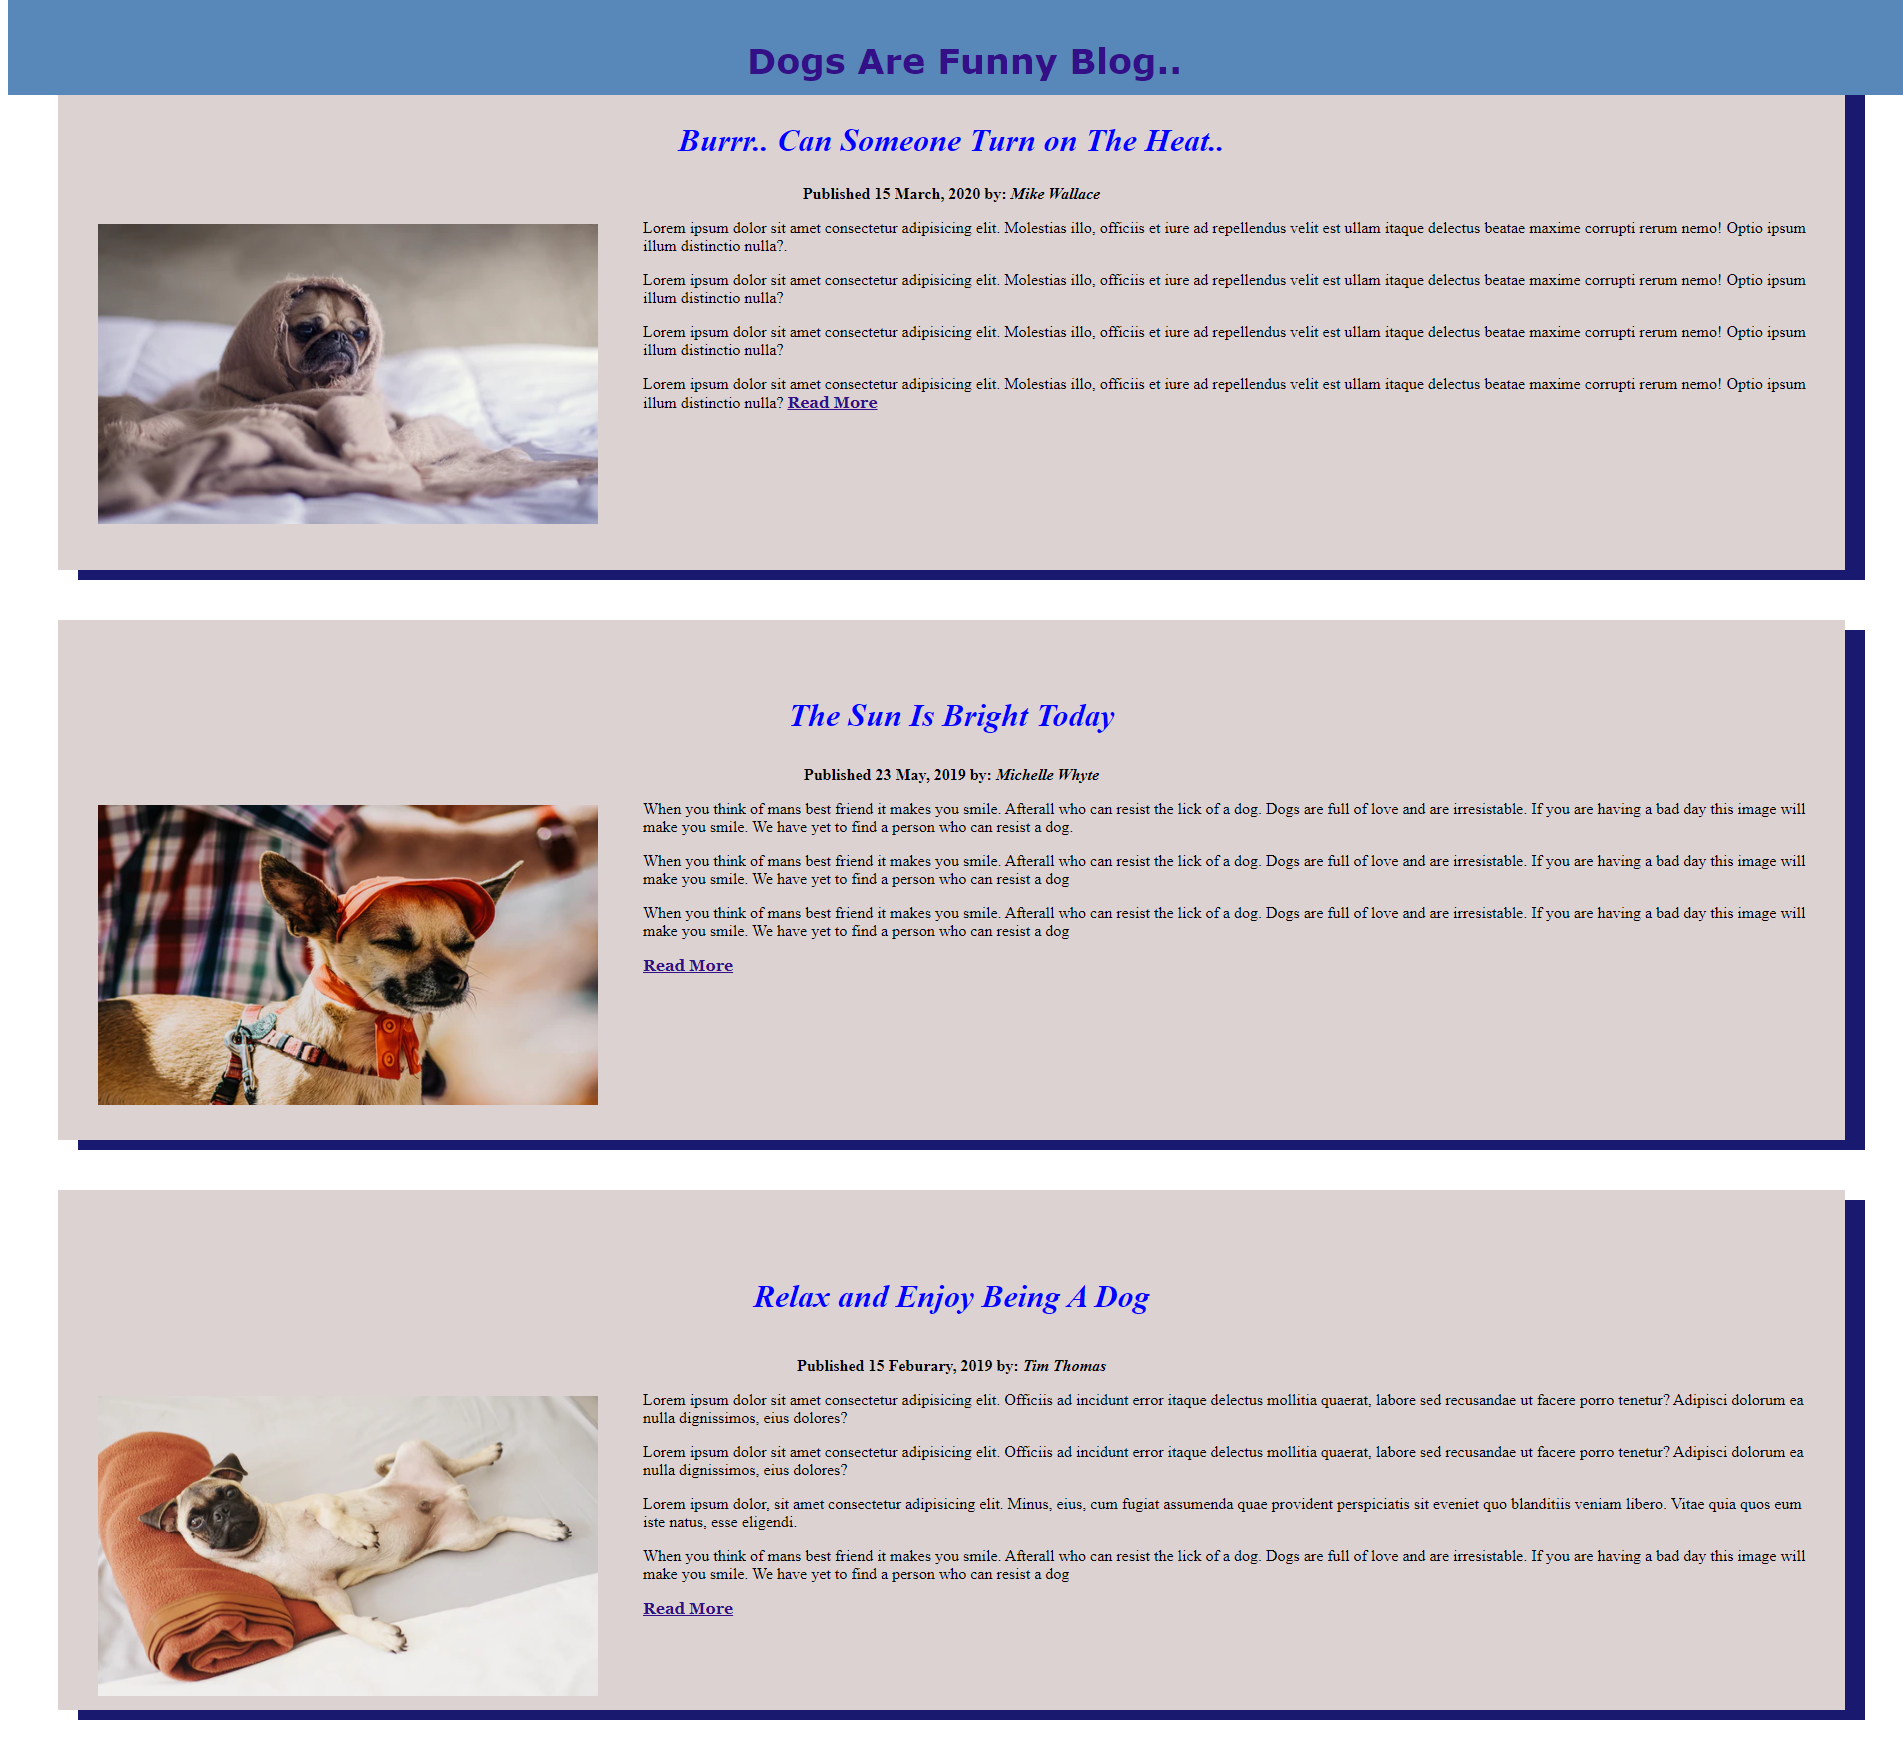 Dogs Are Funny Blog..
Burrr.. Can Someone Turn on The Heat..
Published 15 March, 2020 by: Mike Wallace
Lorem ipsum dolor sit amet consectetur adipisicing elit. Molestias illo, officiis et iure ad repellendus velit est ullam itaque delectus beatae maxime corrupti rerum nemo! Optio ipsum
illum distinctio nulla?.
Lorem ipsum dolor sit amet consectetur adipisicing elit. Molestias illo, officiis et iure ad repellendus velit est ullam itaque delectus beatae maxime corrupti rerum nemo! Optio ipsum
illum distinctio nulla?
Lorem ipsum dolor sit amet consectetur adipisicing elit. Molestias illo, officiis et iure ad repellendus velit est ullam itaque delectus beatae maxime corrupti rerum nemo! Optio ipsum
illum distinctio nulla?
Lorem ipsum dolor sit amet consectetur adipisicing elit. Molestias illo, officiis et iure ad repellendus velit est ullam itaque delectus beatae maxime corrupti rerum nemo! Optio ipsum
illum distinctio nulla? Read More
The Sun Is Bright Today
Published 23 May, 2019 by: Michelle Whyte
When you think of mans best friend it makes you smile. Afterall who can resist the lick of a dog. Dogs are full of love and are irresistable. If you are having a bad day this image will
make you smile. We have yet to find a person who can resist a dog.
When you think of mans best friend it makes you smile. Afterall who can resist the lick of a dog. Dogs are full of love and are irresistable. If you are having a bad day this image will
make you smile. We have yet to find a person who can resist a dog
When you think of mans best friend it makes you smile. Afterall who can resist the lick of a dog. Dogs are full of love and are irresistable. If you are having a bad day this image will
make you smile. We have yet to find a person who can resist a dog
Read More
Relax and Enjoy Being A Dog
Published 15 Feburary, 2019 by: Tim Thomas
Lorem ipsum dolor sit amet consectetur adipisicing elit. Officiis ad incidunt error itaque delectus mollitia quaerat, labore sed recusandae ut facere porro tenetur? Adipisci dolorum ea
nulla dignissimos, eius dolores?
Lorem ipsum dolor sit amet consectetur adipisicing elit. Officiis ad incidunt error itaque delectus mollitia quaerat, labore sed recusandae ut facere porro tenetur? Adipisci dolorum ea
nulla dignissimos, eius dolores?
Lorem ipsum dolor, sit amet consectetur adipisicing elit. Minus, eius, cum fugiat assumenda quae provident perspiciatis sit eveniet quo blanditiis veniam libero. Vitae quia quos eum
iste natus, esse eligendi.
When you think of mans best friend it makes you smile. Afterall who can resist the lick of a dog. Dogs are full of love and are irresistable. If you are having a bad day this image will
make you smile. We have yet to find a person who can resist a dog
Read More